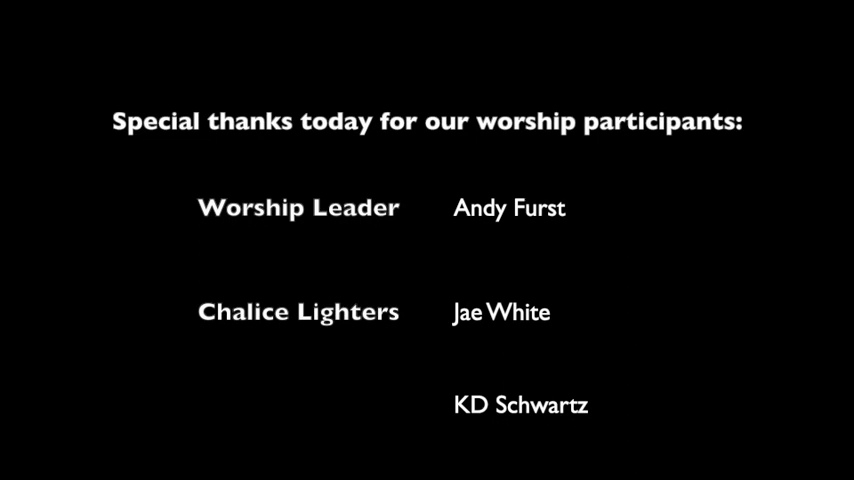 Special thanks today for our worship participants:
Worship Leader Andy Furst
Chalice Lighters Jae White
KD Schwartz